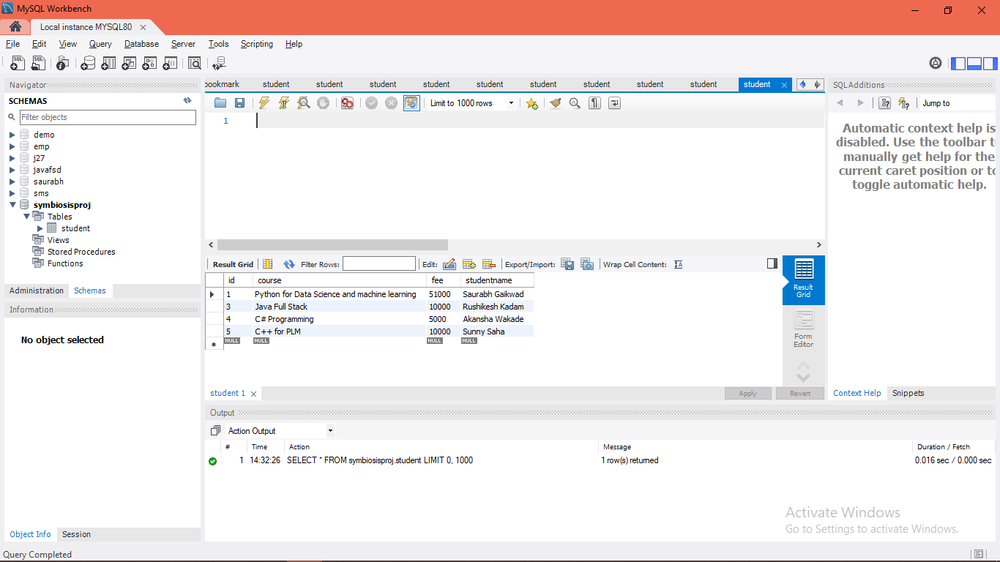 MySQL Workbench
Local instance MYSQL80
File Edit View Query Database Server Tools Scripting Help
Navigator
SCHEMAS
Filter objects
demo
emp
j27
javafsd
saurabh
sms
symbiosisproj
Tables
student
Views
Stored Procedures
Functions
Administration Schemas
Information
No object selected
Object Info Session
Query Completed
ookmark student student student student student student student student student student
Limit to 1000 rows
1
Result Grid Filter Rows: Edit: Export/Import: Wrap Cell Content:
id course fee studentname
1 Python for Data Science and machine learning 51000 Saurabh Gaikwad
3 Java Full Stack 10000 Rushikesh Kadam
4 C# Programming 5000 Akansha Wakade
5 C++ for PLM 10000 Sunny Saha
NULL NULL NULL NULL
Result
Grid
Form
Editor
student 1 Apply Revert
SQLAdditions
Jump to
Automatic context help is
disabled. Use the toolbar t
manually get help for the
current caret position or to
toggle automatic help.
Context Help Snippets
Output
Action Output
# Time Action Message Duration / Fetch
1 14:32:26 SELECT * FROM symbiosisproj.student LIMIT 0, 1000 1 row(s) returned 0.016 sec / 0.000 sec
Activate Windows
Go to Settings to activate Windows.